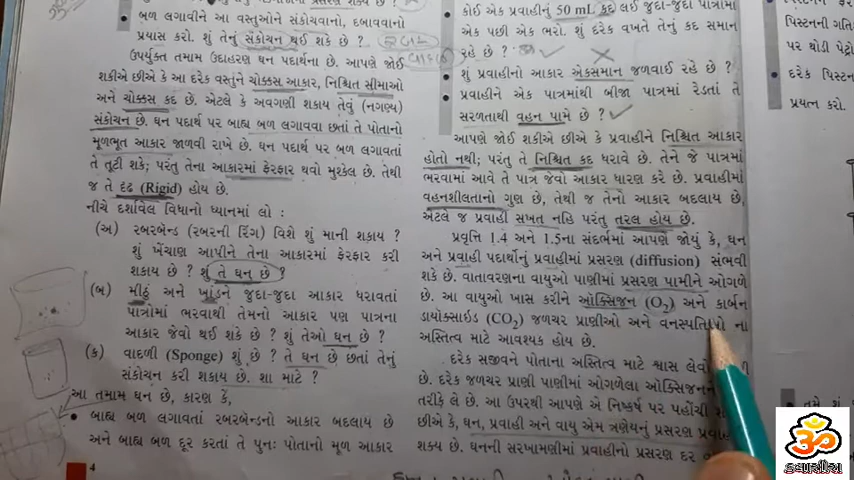 બળ લગાવીને આ વસ્તુઓને સંકોચવાનો, દબાવવાનો
પ્રયાસ કરો. શું તેનું સંકોચન થઈ શકે છે ?
ઉપર્યુક્ત તમામ ઉદાહરણ ઘન પદાર્થના છે. આપણે જોઈ
શકીએ છીએ કે આ દરેક વસ્તુને ચોક્કસ આકાર, નિશ્ચિત સીમાઓ
અને ચોક્કસ કદ છે. એટલે કે અવગણી શકાય તેવું (નગણ્ય)
સંકોચન છે. ઘન પદાર્થ પર બાહ્ય બળ લગાવવા છતાં તે પોતાનો
મૂળભૂત આકાર જાળવી રાખે છે. ઘન પદાર્થ પર બળ લગાવતાં
તે તૂટી શકે; પરંતુ તેના આકારમાં ફેરફાર થવો મુશ્કેલ છે. તેથી
જ તે દૃઢ (Rigid) હોય છે.
નીચે દર્શાવેલ વિધાનો ધ્યાનમાં લો :
(અ) રબરબેન્ડ (રબરની રિંગ) વિશે શું માની શકાય ?
શું ખેંચાણ આપીને તેના આકારમાં ફેરફાર કરી
શકાય છે ? શું તે ઘન છે ?
(બ) મીઠું અને ખાંડને જુદા-જુદા આકાર ધરાવતાં
પાત્રોમાં ભરવાથી તેમનો આકાર પણ પાત્રના
આકાર જેવો થઈ શકે છે ? શું તેઓ ઘન છે ?
(ક) વાદળી (Sponge) શું છે ? તે ઘન છે છતાં તેનું
સંકોચન કરી શકાય છે. શા માટે ?
આ તમામ ઘન છે, કારણ કે,
બાહ્ય બળ લગાવતાં રબરબેન્ડનો આકાર બદલાય છે
અને બાહ્ય બળ દૂર કરતાં તે પુનઃ પોતાનો મૂળ આકાર
4
કોઈ એક પ્રવાહીનું 50 mL કદ લઈ જુદા-જુદા પાત્રોમાં
એક પછી એક ભરો. શું દરેક વખતે તેનું કદ સમાન
રહે છે ?
શું પ્રવાહીનો આકાર એકસમાન જળવાઈ રહે છે ?
પ્રવાહીને એક પાત્રમાંથી બીજા પાત્રમાં રેડતાં તે
સરળતાથી વહન પામે છે ?
આપણે જોઈ શકીએ છીએ કે પ્રવાહીને નિશ્ચિત આકાર
હોતો નથી; પરંતુ તે નિશ્ચિત કદ ધરાવે છે. તેને જે પાત્રમાં
ભરવામાં આવે તે પાત્ર જેવો આકાર ધારણ કરે છે. પ્રવાહીમાં
વહનશીલતાનો ગુણ છે, તેથી જ તેનો આકાર બદલાય છે,
એટલે જ પ્રવાહી સખત નહિ પરંતુ તરલ હોય છે.
પ્રવૃત્તિ 1.4 અને 1.5ના સંદર્ભમાં આપણે જોયું કે, ઘન
અને પ્રવાહી પદાર્થોનું પ્રવાહીમાં પ્રસરણ (diffusion) સંભવી
શકે છે. વાતાવરણના વાયુઓ પાણીમાં પ્રસરણ પામીને ઓગળે
છે. આ વાયુઓ ખાસ કરીને ઓક્સિજન (O₂) અને કાર્બન
ડાયોક્સાઇડ (CO₂) જળચર પ્રાણીઓ અને વનસ્પતિઓ ના
અસ્તિત્વ માટે આવશ્યક હોય છે.
દરેક સજીવને પોતાના અસ્તિત્વ માટે શ્વાસ લેવો
છે. દરેક જળચર પ્રાણી પાણીમાં ઓગળેલા
તરીકે લે છે. આ ઉપરથી આપણે એ નિષ્કર્ષ પર પહોંચી
છીએ કે, ઘન, પ્રવાહી અને વાયુ એમ ત્રણેયનું પ્રસરણ
શક્ય છે. ઘનની સરખામણીમાં પ્રવાહીનો પ્રસરણ દર
પિસ્ટનની
પર થોડી
દરેક
પ્રયત્ન કરો.
ૐ